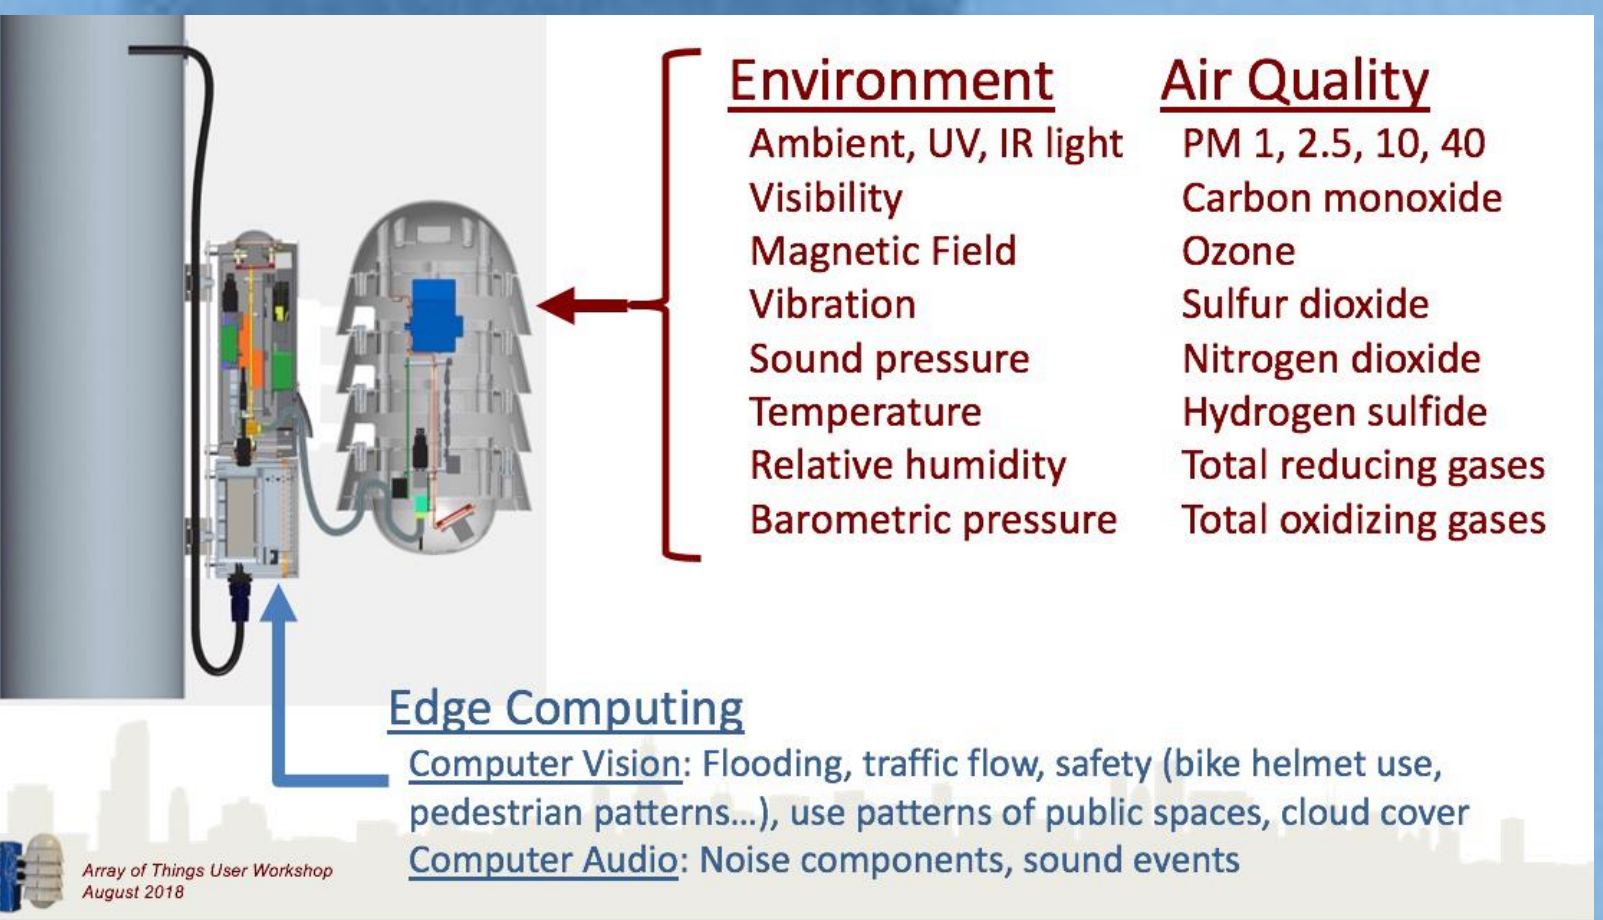 Environment
Ambient, UV, IR light
Visibility
Magnetic Field
Vibration
Sound pressure
Temperature
Relative humidity
Barometric pressure
Air Quality
PM 1, 2.5, 10, 40
Carbon monoxide
Ozone
Sulfur dioxide
Nitrogen dioxide
Hydrogen sulfide
Total reducing gases
Total oxidizing gases
Edge Computing
Computer Vision: Flooding, traffic flow, safety (bike helmet use,
pedestrian patterns...), use patterns of public spaces, cloud cover
Computer Audio: Noise components, sound events
Array of Things User Workshop
August 2018